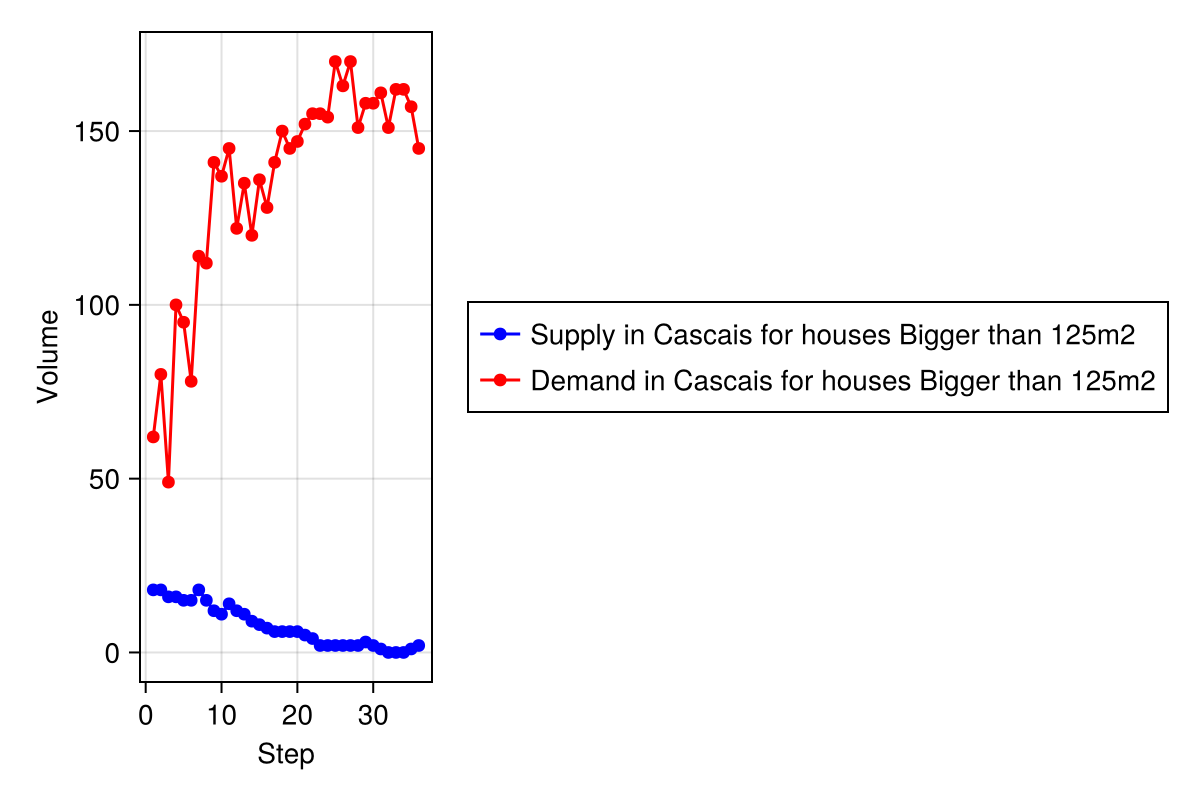 150
100
50
0
Volume
0 10 20 30
Step
Supply in Cascais for houses Bigger than 125m2
Demand in Cascais for houses Bigger than 125m2